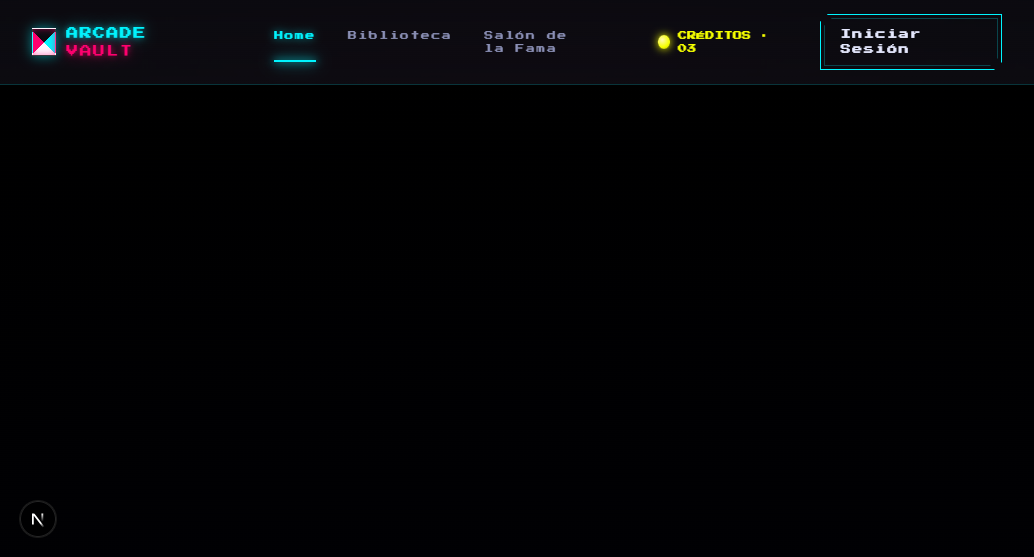 ARCADE
VAULT
Home
Biblioteca
Salón de
la Fama
CRéDITOS ·
03
Iniciar
Sesión
N